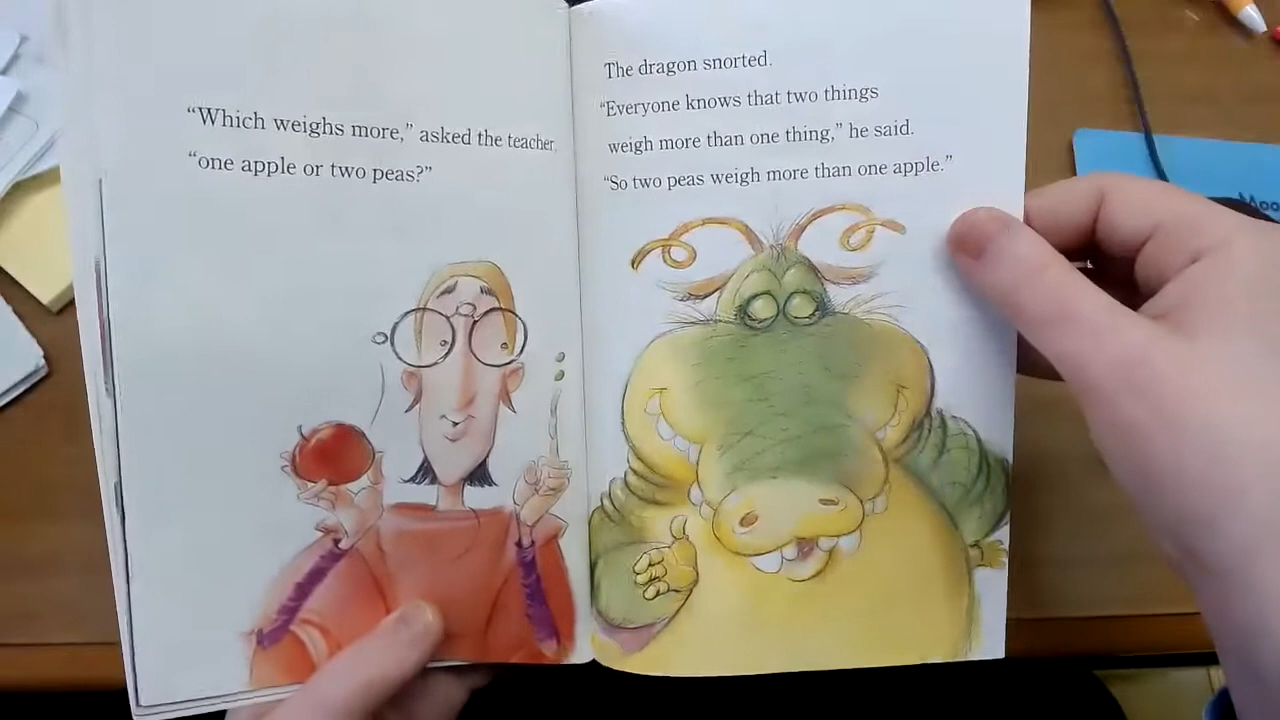 “Which weighs more,” asked the teacher,
“one apple or two peas?”
The dragon snorted.
“Everyone knows that two things
weigh more than one thing,” he said.
“So two peas weigh more than one apple.”
Moo